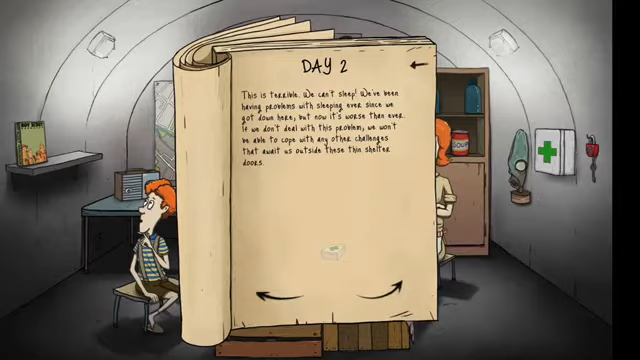 DAY 2
This is terrible. We can't sleep! We've been
having problems with sleeping ever since we
got down here, but now it's worse than ever.
If we don't deal with this problem, we won't
be able to cope with any other challenges
that await us outside these thin shelter
doors.
SOUP